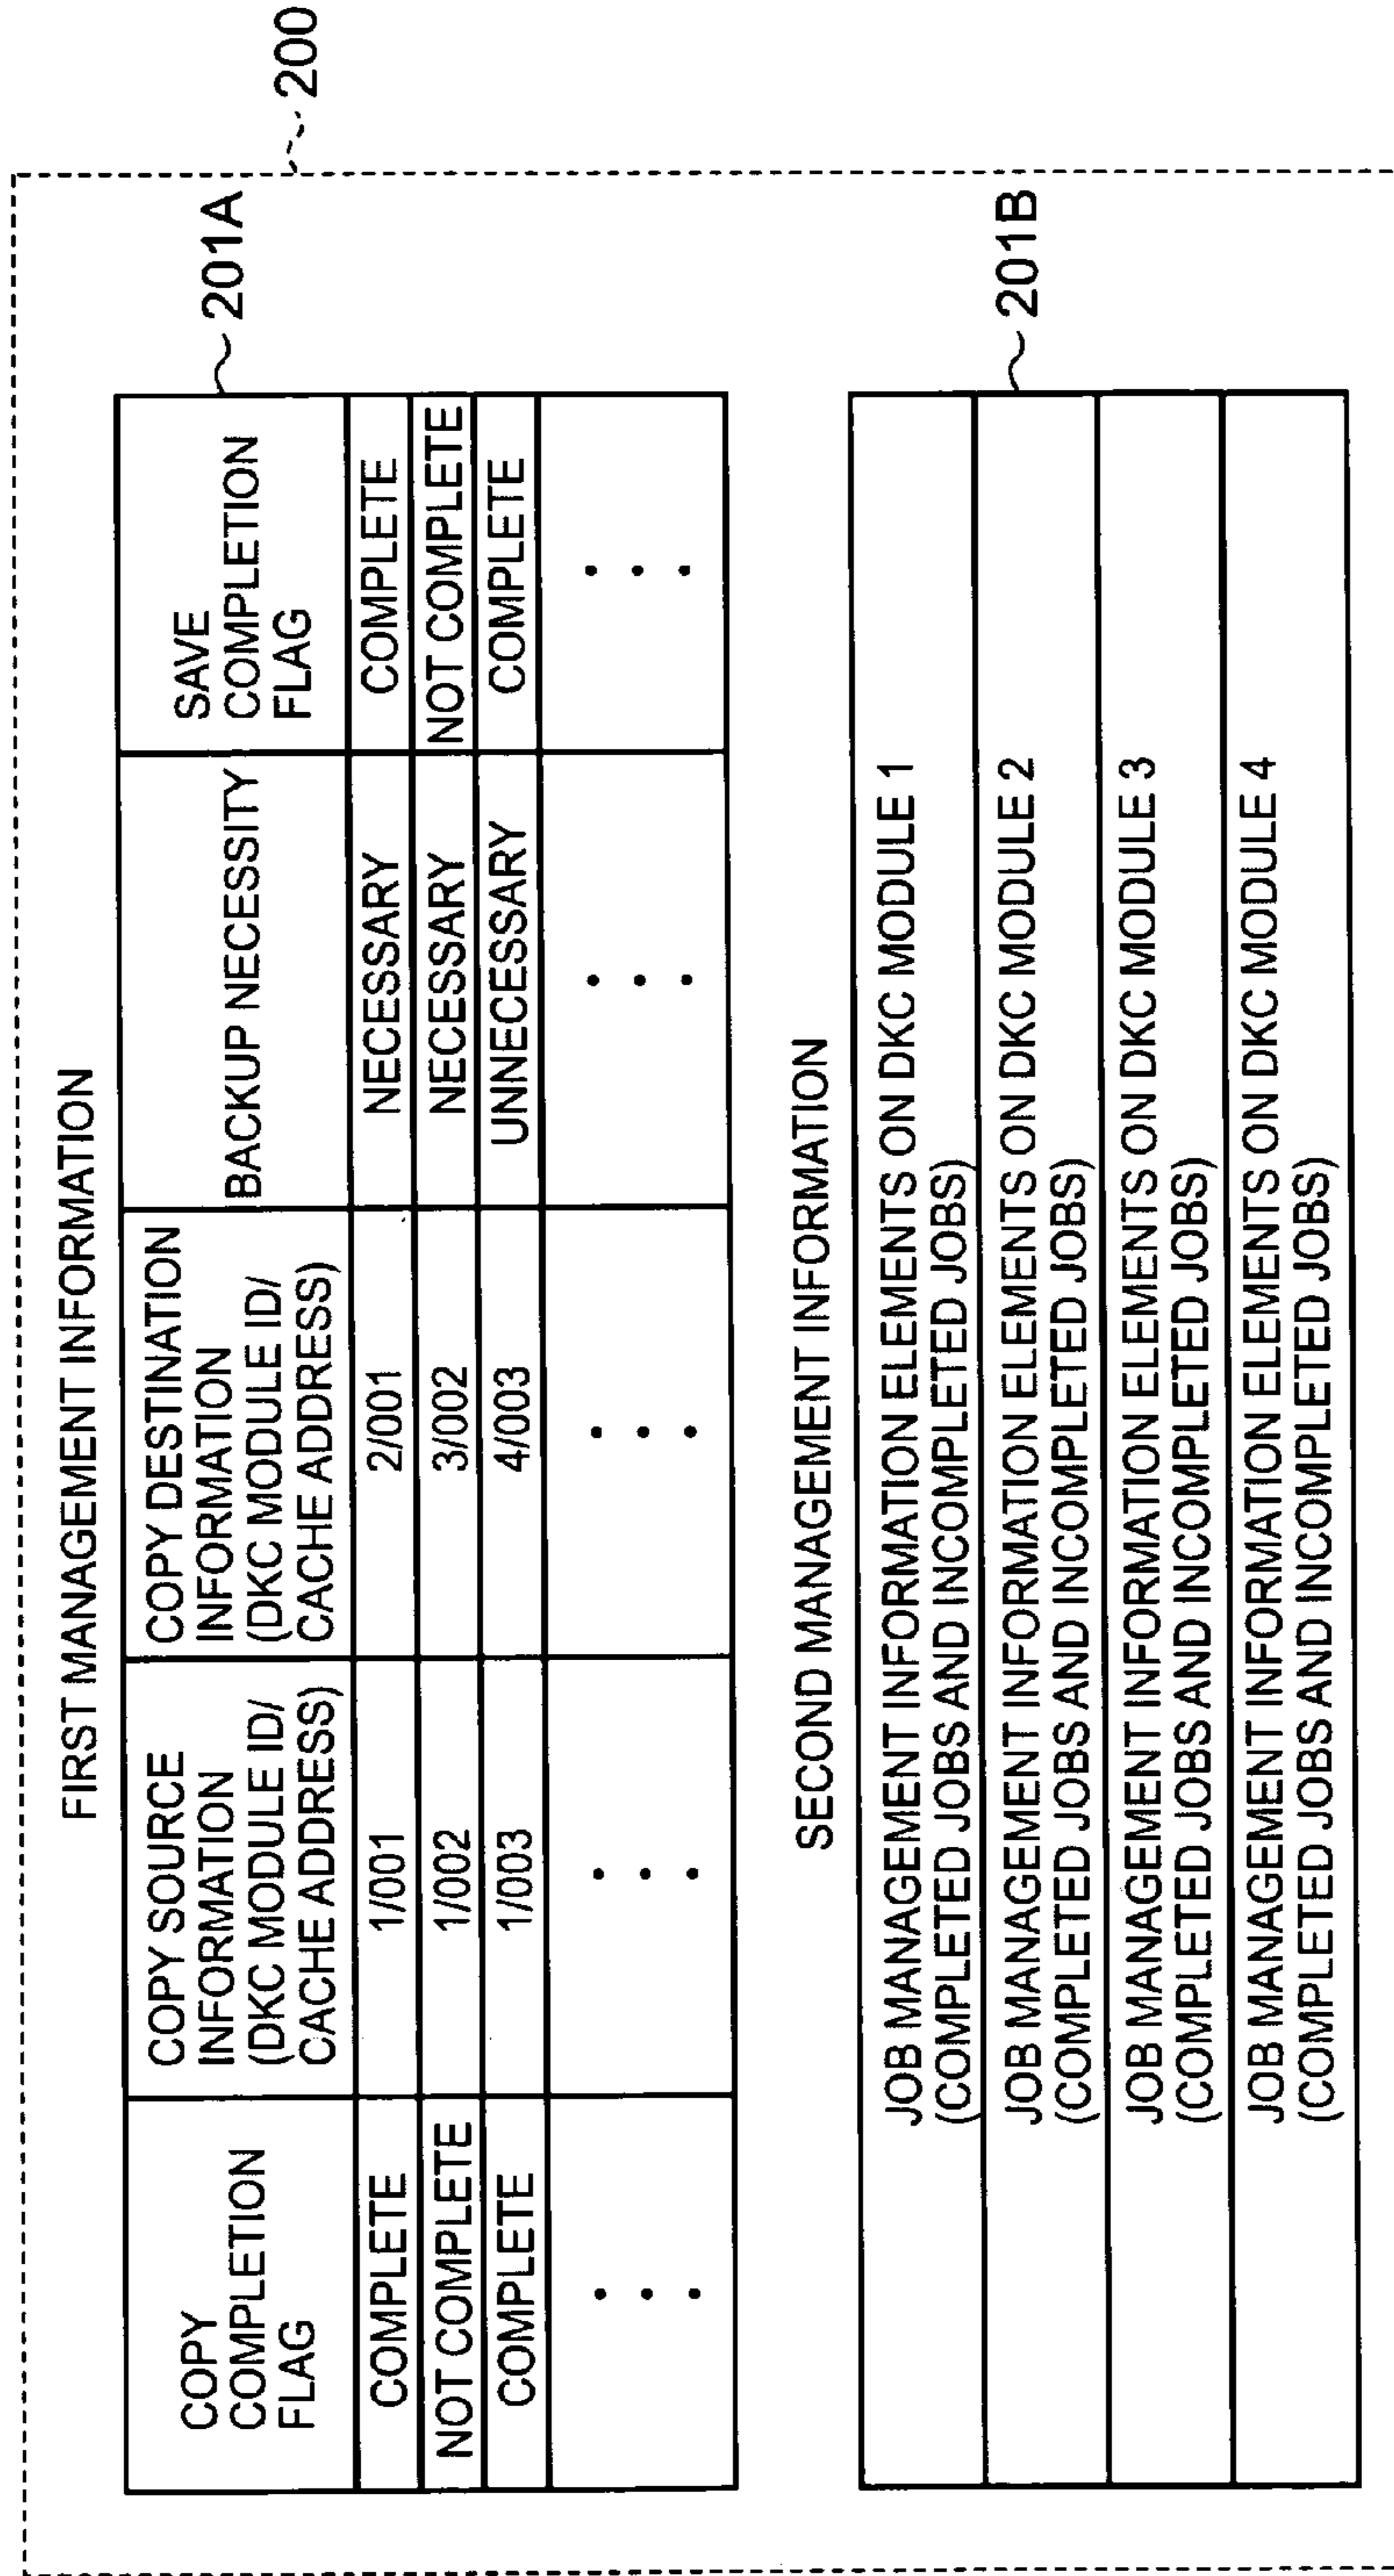 200
FIRST MANAGEMENT INFORMATION
201A
COPY
COMPLETION
FLAG
COPY SOURCE
INFORMATION
(DKC MODULE ID/
CACHE ADDRESS)
COPY DESTINATION
INFORMATION
(DKC MODULE ID/
CACHE ADDRESS)
BACKUP NECESSITY
SAVE
COMPLETION
FLAG
COMPLETE 1/001 2/001 NECESSARY COMPLETE
NOT COMPLETE 1/002 3/002 NECESSARY NOT COMPLETE
COMPLETE 1/003 4/003 UNNECESSARY COMPLETE
. . . . . . . . . . . . . . .
SECOND MANAGEMENT INFORMATION
201B
JOB MANAGEMENT INFORMATION ELEMENTS ON DKC MODULE 1
(COMPLETED JOBS AND INCOMPLETED JOBS)
JOB MANAGEMENT INFORMATION ELEMENTS ON DKC MODULE 2
(COMPLETED JOBS AND INCOMPLETED JOBS)
JOB MANAGEMENT INFORMATION ELEMENTS ON DKC MODULE 3
(COMPLETED JOBS AND INCOMPLETED JOBS)
JOB MANAGEMENT INFORMATION ELEMENTS ON DKC MODULE 4
(COMPLETED JOBS AND INCOMPLETED JOBS)